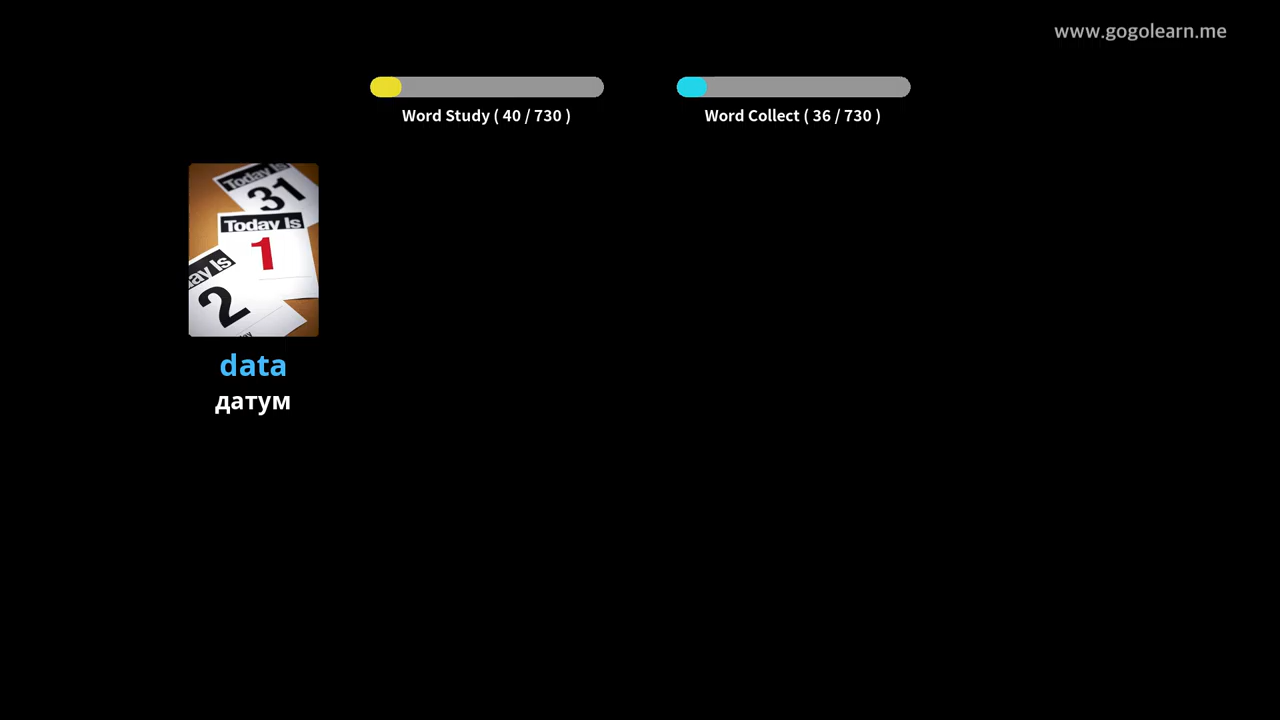 www.gogolearn.me
Word Study ( 40 / 730 )
Word Collect ( 36 / 730 )
Today Is
31
Today Is
1
ay Is
2
data
датум